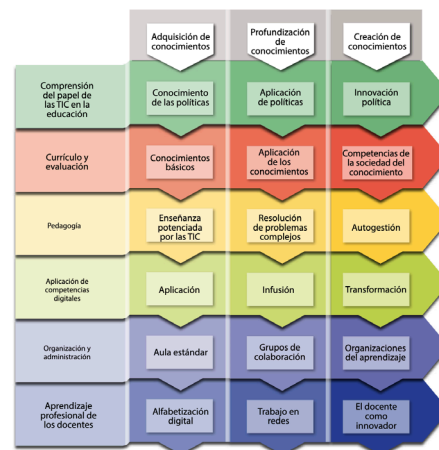 Adquisición de
conocimientos
Profundización
de
conocimientos
Creación de
conocimientos
Comprensión
del papel de
las TIC en la
educación
Conocimiento
de las políticas
Aplicación
de políticas
Innovación
política
Currículo y
evaluación
Conocimientos
básicos
Aplicación
de los
conocimientos
Competencias de
la sociedad del
conocimiento
Pedagogía
Enseñanza
potenciada
por las TIC
Resolución
de problemas
complejos
Autogestión
Aplicación de
competencias
digitales
Aplicación
Infusión
Transformación
Organización y
administración
Aula estándar
Grupos de
colaboración
Organizaciones
del aprendizaje
Aprendizaje
profesional de
los docentes
Alfabetización
digital
Trabajo en
redes
El docente
como
innovador